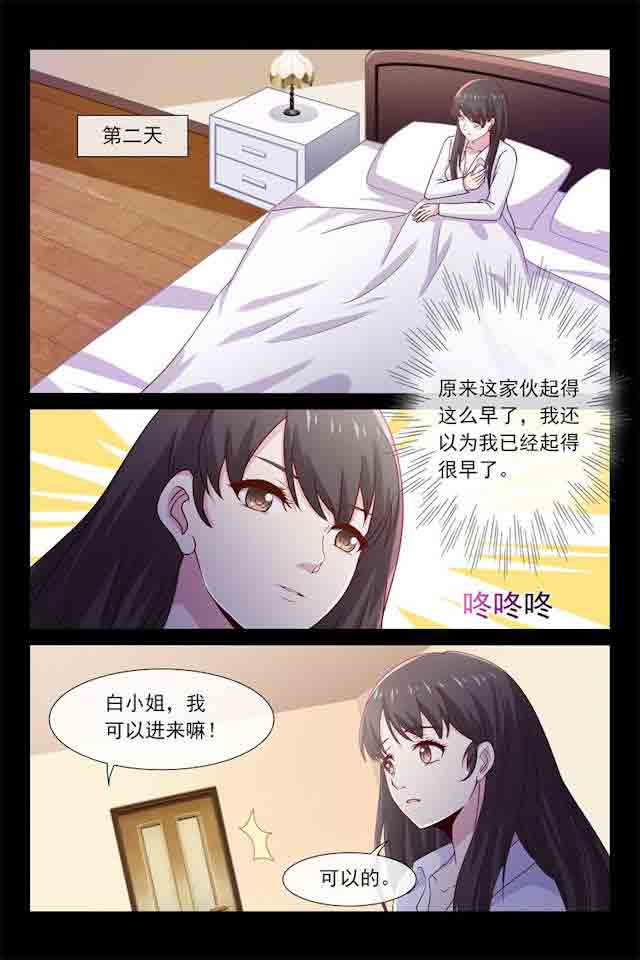 第二天
原来这家伙起得
这么早了，我还
以为我已经起得
很早了。
咚咚咚
白小姐，我
可以进来嘛！
可以的。